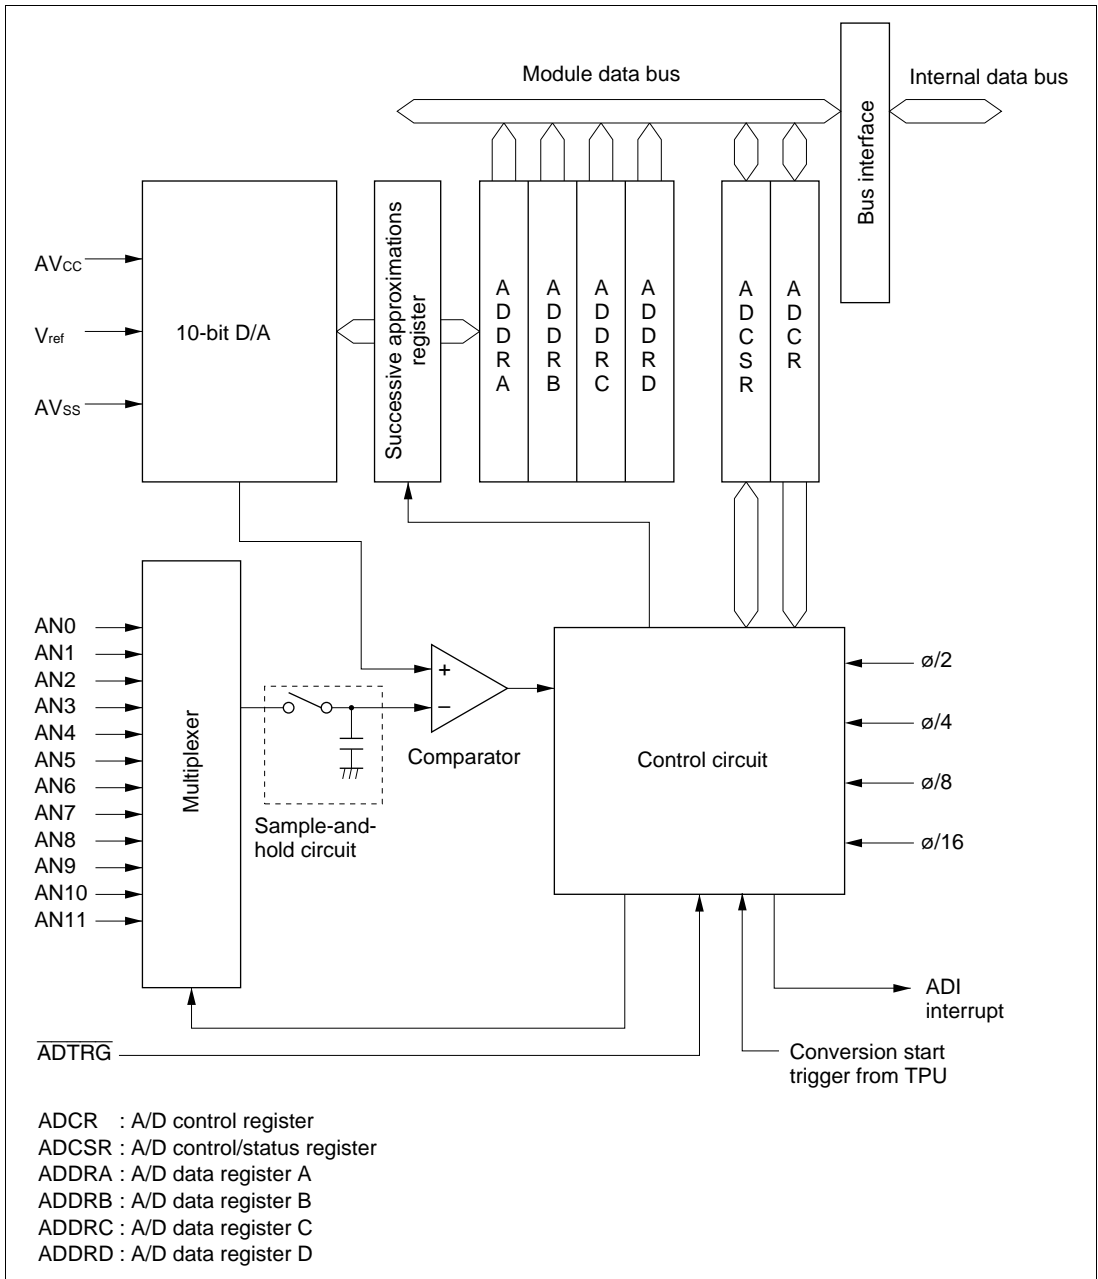 Module data bus
Internal data bus
Bus interface
AVCC
Vref
AVSS
10-bit D/A
Successive approximations
register
ADDRA
ADDRB
ADDRC
ADDRD
ADCSR
ADCR
AN0
AN1
AN2
AN3
AN4
AN5
AN6
AN7
AN8
AN9
AN10
AN11
Multiplexer
+
−
Comparator
Sample-and-
hold circuit
Control circuit
ø/2
ø/4
ø/8
ø/16
ADI
interrupt
ADTRG
Conversion start
trigger from TPU
ADCR : A/D control register
ADCSR : A/D control/status register
ADDRA : A/D data register A
ADDRB : A/D data register B
ADDRC : A/D data register C
ADDRD : A/D data register D